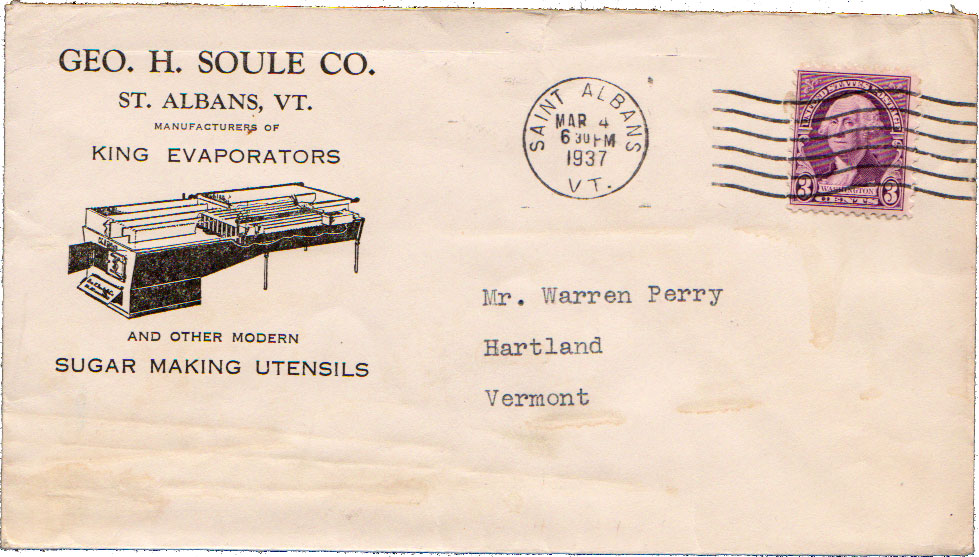 GEO. H. SOULE CO.
ST. ALBANS, VT.
MANUFACTURERS OF
KING EVAPORATORS
AND OTHER MODERN
SUGAR MAKING UTENSILS
SAINT ALBANS
MAR 4
6 30 PM
1937
VT.
UNITED STATES POSTAGE
3 WASHINGTON 3
Mr. Warren Perry
Hartland
Vermont